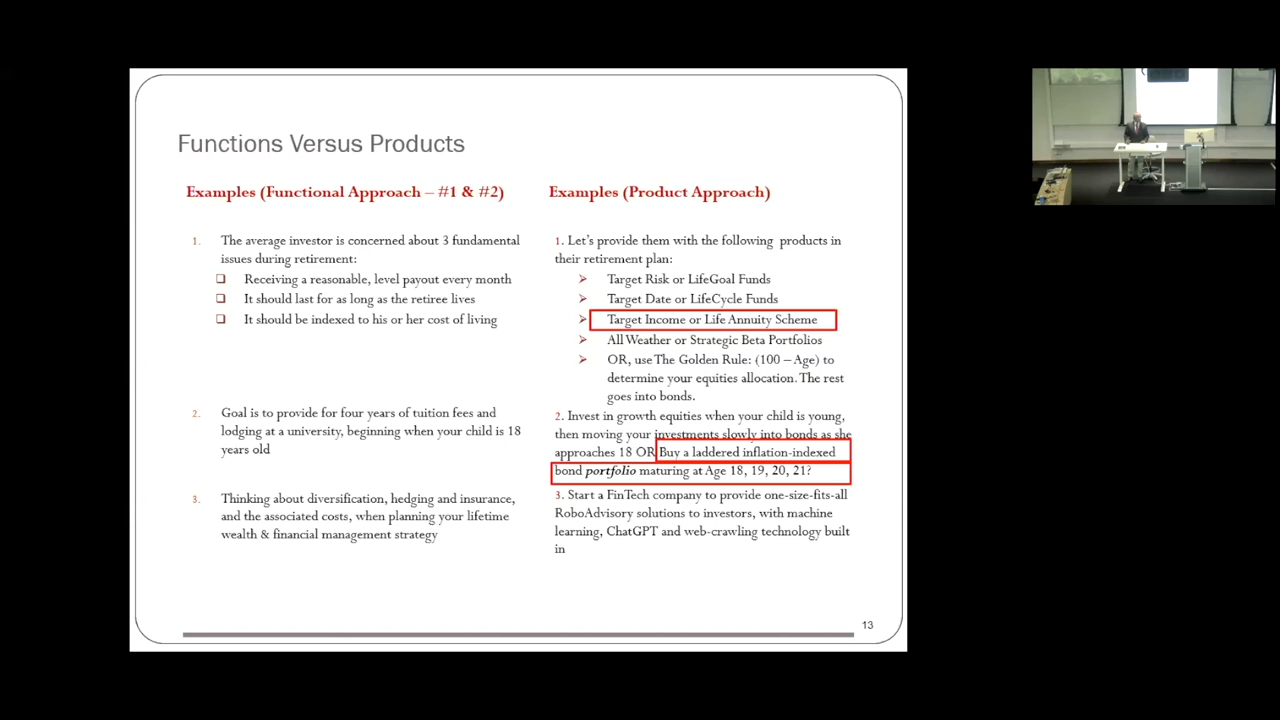 Functions Versus Products
Examples (Functional Approach – #1 & #2)
1. The average investor is concerned about 3 fundamental
issues during retirement:
❑ Receiving a reasonable, level payout every month
❑ It should last for as long as the retiree lives
❑ It should be indexed to his or her cost of living
2. Goal is to provide for four years of tuition fees and
lodging at a university, beginning when your child is 18
years old
3. Thinking about diversification, hedging and insurance,
and the associated costs, when planning your lifetime
wealth & financial management strategy
Examples (Product Approach)
1. Let's provide them with the following products in
their retirement plan:
➢ Target Risk or LifeGoal Funds
➢ Target Date or LifeCycle Funds
➢ Target Income or Life Annuity Scheme
➢ All Weather or Strategic Beta Portfolios
➢ OR, use The Golden Rule: (100 – Age) to
determine your equities allocation. The rest
goes into bonds.
2. Invest in growth equities when your child is young,
then moving your investments slowly into bonds as she
approaches 18 OR Buy a laddered inflation-indexed
bond portfolio maturing at Age 18, 19, 20, 21?
3. Start a FinTech company to provide one-size-fits-all
RoboAdvisory solutions to investors, with machine
learning, ChatGPT and web-crawling technology built
in
13